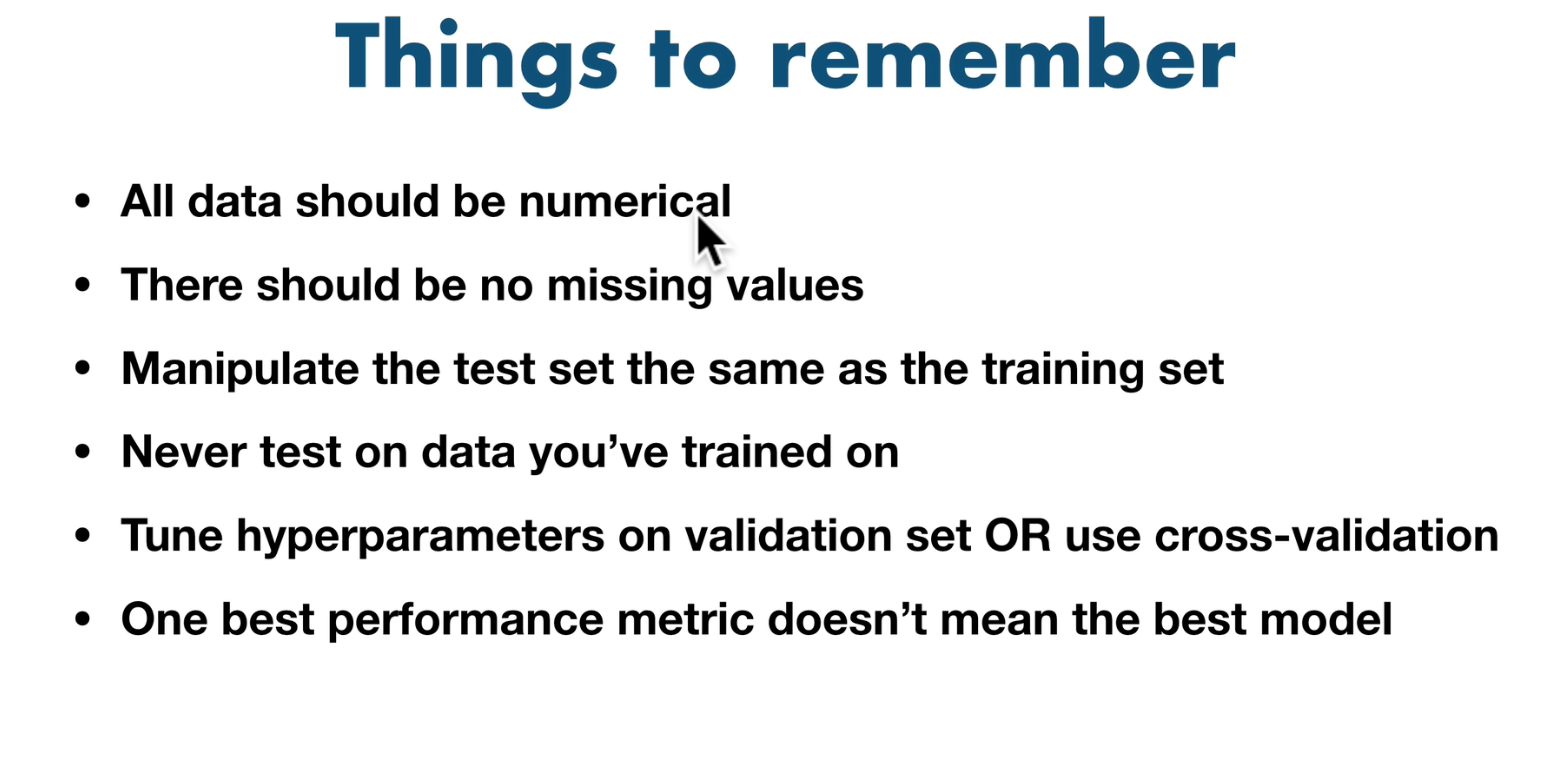 Things to remember
• All data should be numerical
• There should be no missing values
• Manipulate the test set the same as the training set
• Never test on data you’ve trained on
• Tune hyperparameters on validation set OR use cross-validation
• One best performance metric doesn’t mean the best model